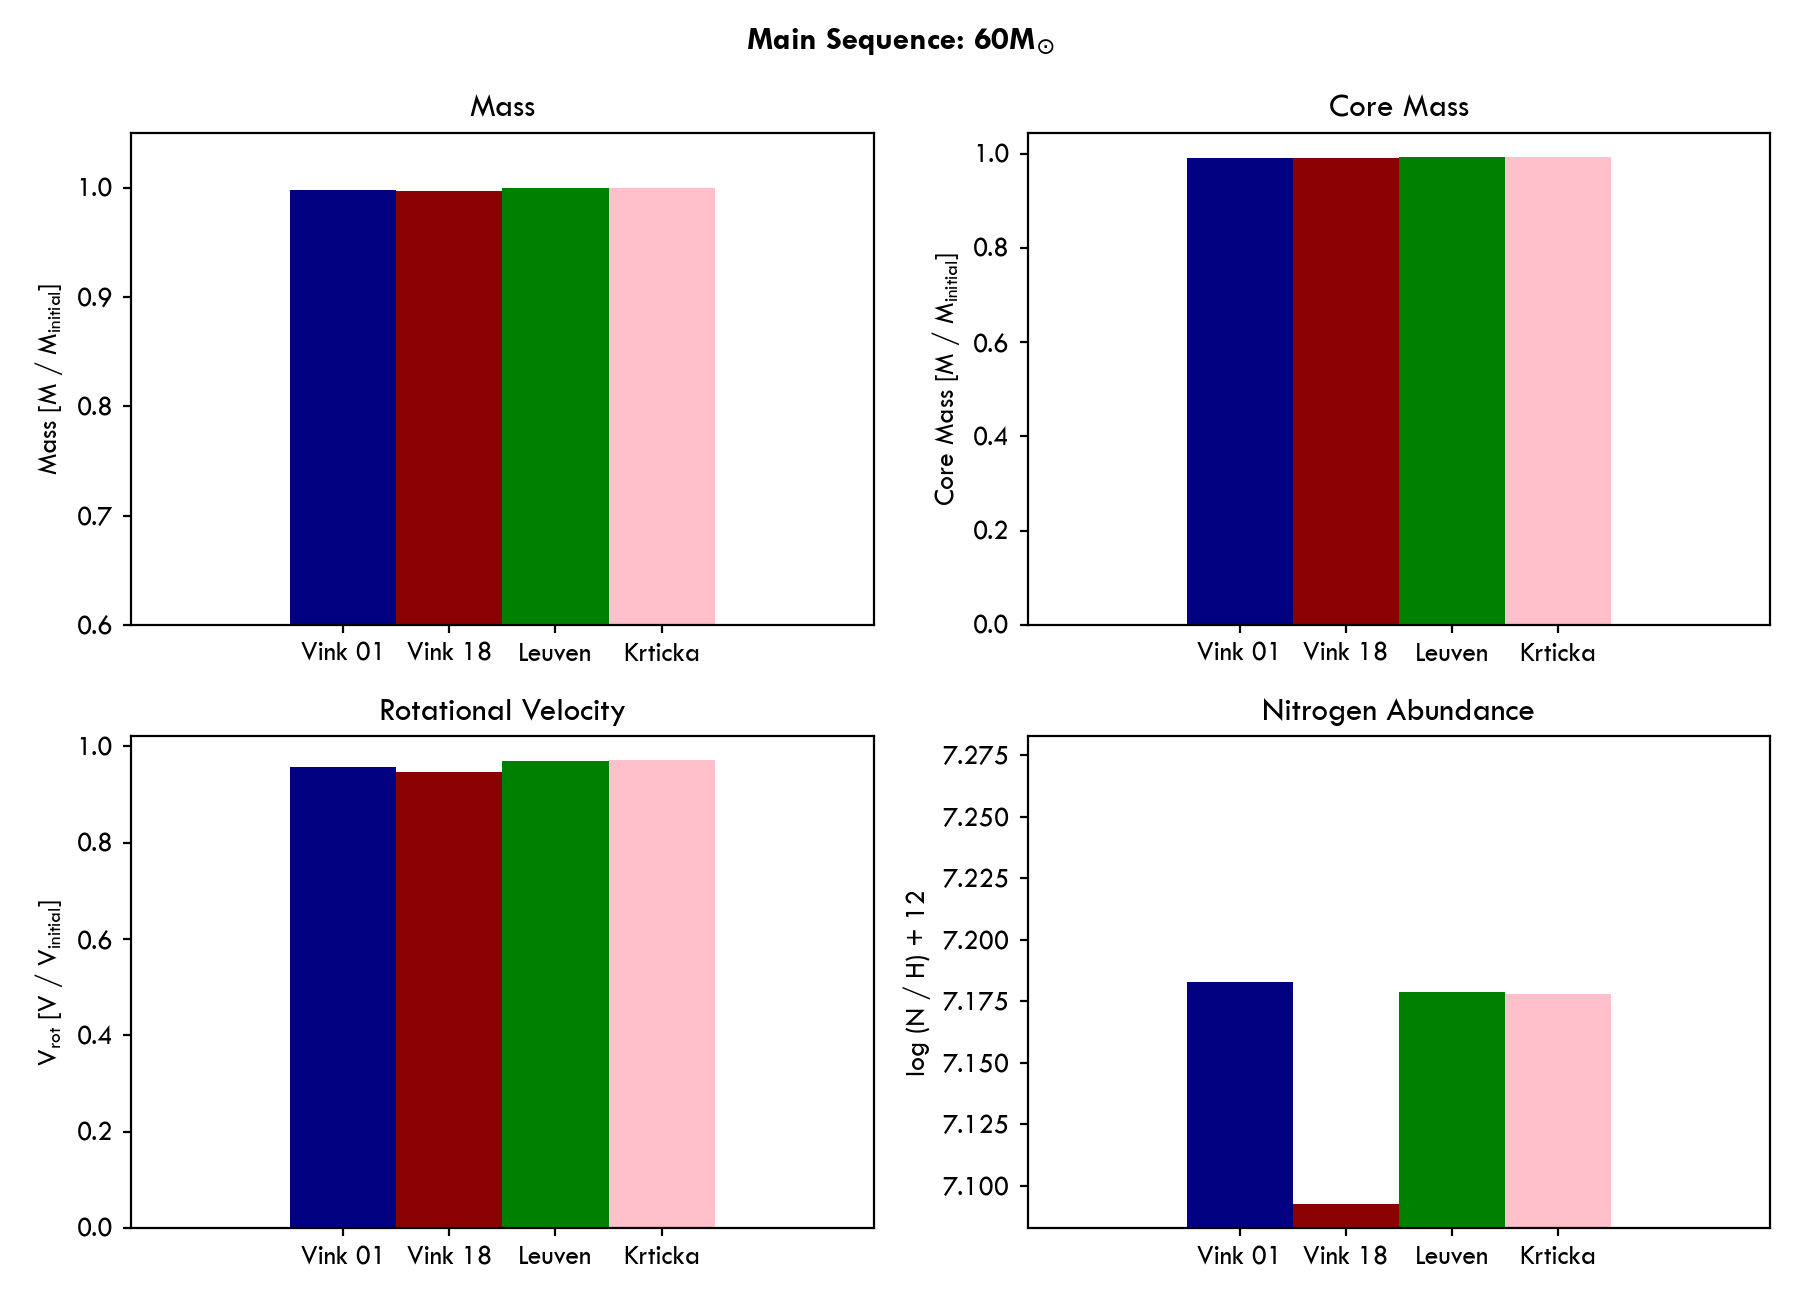 Main Sequence: 60M☉
Mass
Mass [M / Minitial]
1.0
0.9
0.8
0.7
0.6
Vink 01 Vink 18 Leuven Krticka
Core Mass
Core Mass [M / Minitial]
1.0
0.8
0.6
0.4
0.2
0.0
Vink 01 Vink 18 Leuven Krticka
Rotational Velocity
Vrot [V / Vinitial]
1.0
0.8
0.6
0.4
0.2
0.0
Vink 01 Vink 18 Leuven Krticka
Nitrogen Abundance
log (N / H) + 12
7.275
7.250
7.225
7.200
7.175
7.150
7.125
7.100
Vink 01 Vink 18 Leuven Krticka